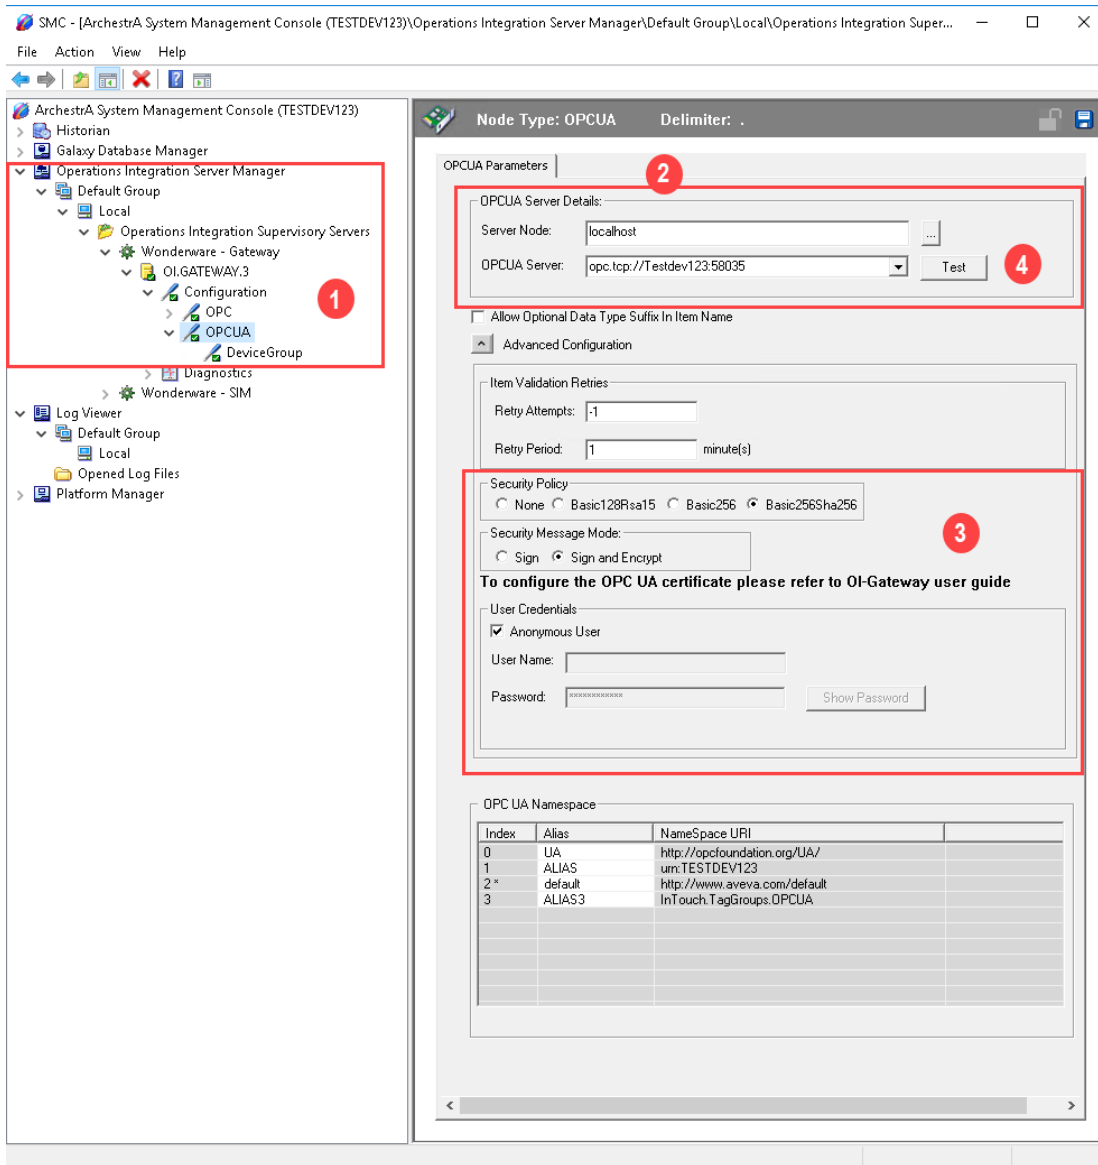 SMC - [ArchestrA System Management Console (TESTDEV123)\Operations Integration Server Manager\Default Group\Local\Operations Integration Super...
File Action View Help
ArchestrA System Management Console (TESTDEV123)
Historian
Galaxy Database Manager
Operations Integration Server Manager
Default Group
Local
Operations Integration Supervisory Servers
Wonderware - Gateway
OI.GATEWAY.3
Configuration
1
OPC
OPCUA
DeviceGroup
Diagnostics
Wonderware - SIM
Log Viewer
Default Group
Local
Opened Log Files
Platform Manager
Node Type: OPCUA Delimiter: .
OPCUA Parameters
2
OPCUA Server Details:
Server Node: localhost ...
OPCUA Server: opc.tcp://Testdev123:58035 Test 4
Allow Optional Data Type Suffix In Item Name
Advanced Configuration
Item Validation Retries
Retry Attempts: -1
Retry Period: 1 minute(s)
Security Policy
None Basic128Rsa15 Basic256 Basic256Sha256
3
Security Message Mode:
Sign Sign and Encrypt
To configure the OPC UA certificate please refer to OI-Gateway user guide
User Credentials
Anonymous User
User Name:
Password: ************ Show Password
OPC UA Namespace
Index Alias NameSpace URI
0 UA http://opcfoundation.org/UA/
1 ALIAS urn:TESTDEV123
2 * default http://www.aveva.com/default
3 ALIAS3 InTouch.TagGroups.OPCUA